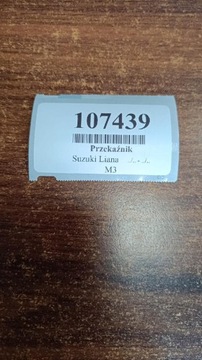 107439
Przekaźnik
Suzuki Liana ./. - ./.
M3